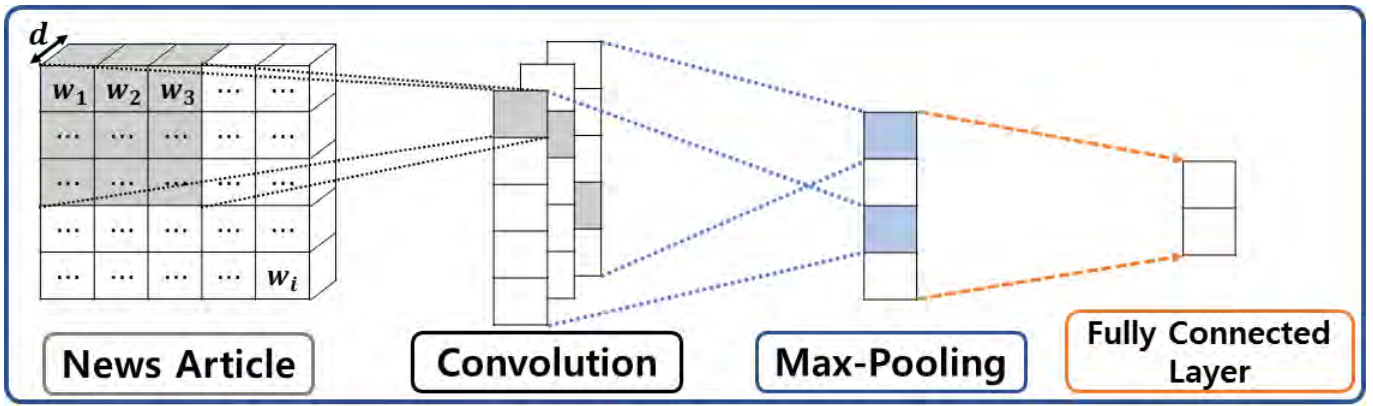 d
w1 w2 w3 ... ...
... ... ... ... ...
... ... ... ... ...
... ... ... ... ...
... ... ... ... wi
News Article
Convolution
Max-Pooling
Fully Connected
Layer